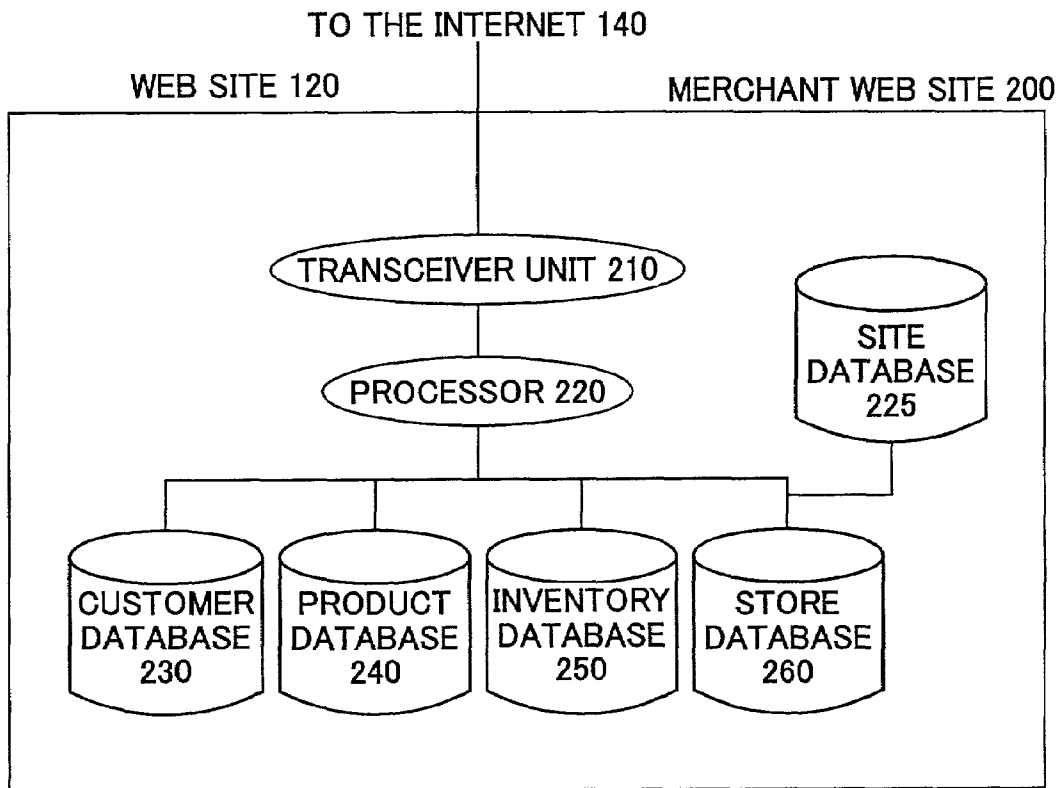 TO THE INTERNET 140
WEB SITE 120
MERCHANT WEB SITE 200
TRANSCEIVER UNIT 210
SITE
DATABASE
225
PROCESSOR 220
CUSTOMER
DATABASE
230
PRODUCT
DATABASE
240
INVENTORY
DATABASE
250
STORE
DATABASE
260